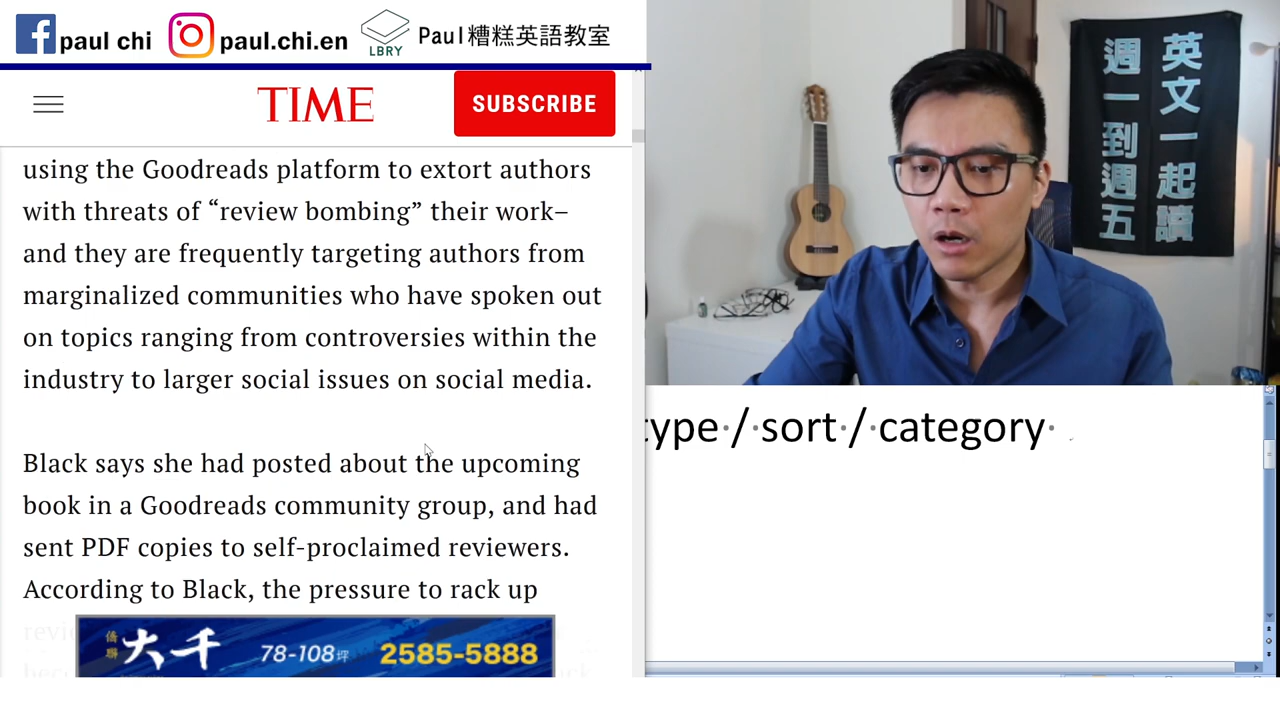 paul chi
paul.chi.en
LBRY
Paul糟糕英語教室
TIME
SUBSCRIBE
using the Goodreads platform to extort authors
with threats of “review bombing” their work–
and they are frequently targeting authors from
marginalized communities who have spoken out
on topics ranging from controversies within the
industry to larger social issues on social media.
Black says she had posted about the upcoming
book in a Goodreads community group, and had
sent PDF copies to self-proclaimed reviewers.
According to Black, the pressure to rack up
僑聯
大千
78-108坪
2585-5888
英文一起讀
週一到週五
type / sort / category